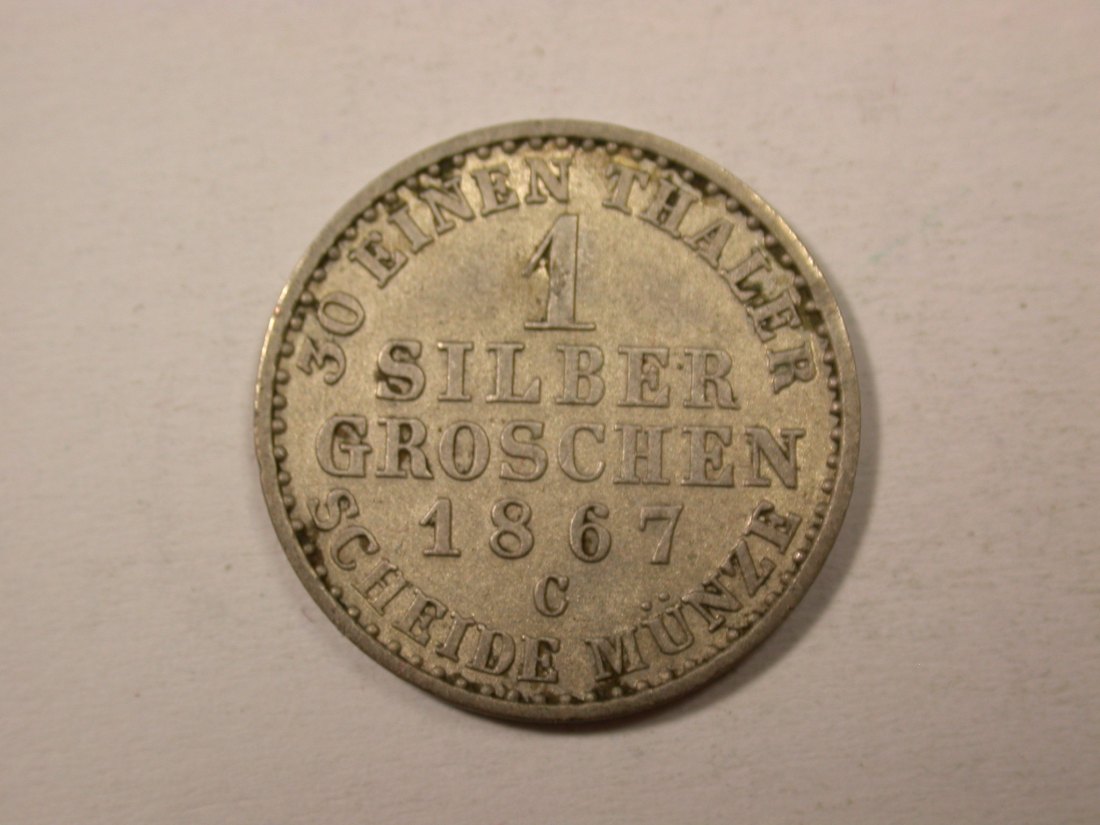 30 EINEN THALER
1
SILBER
GROSCHEN
1867
C
SCHEIDE MÜNZE